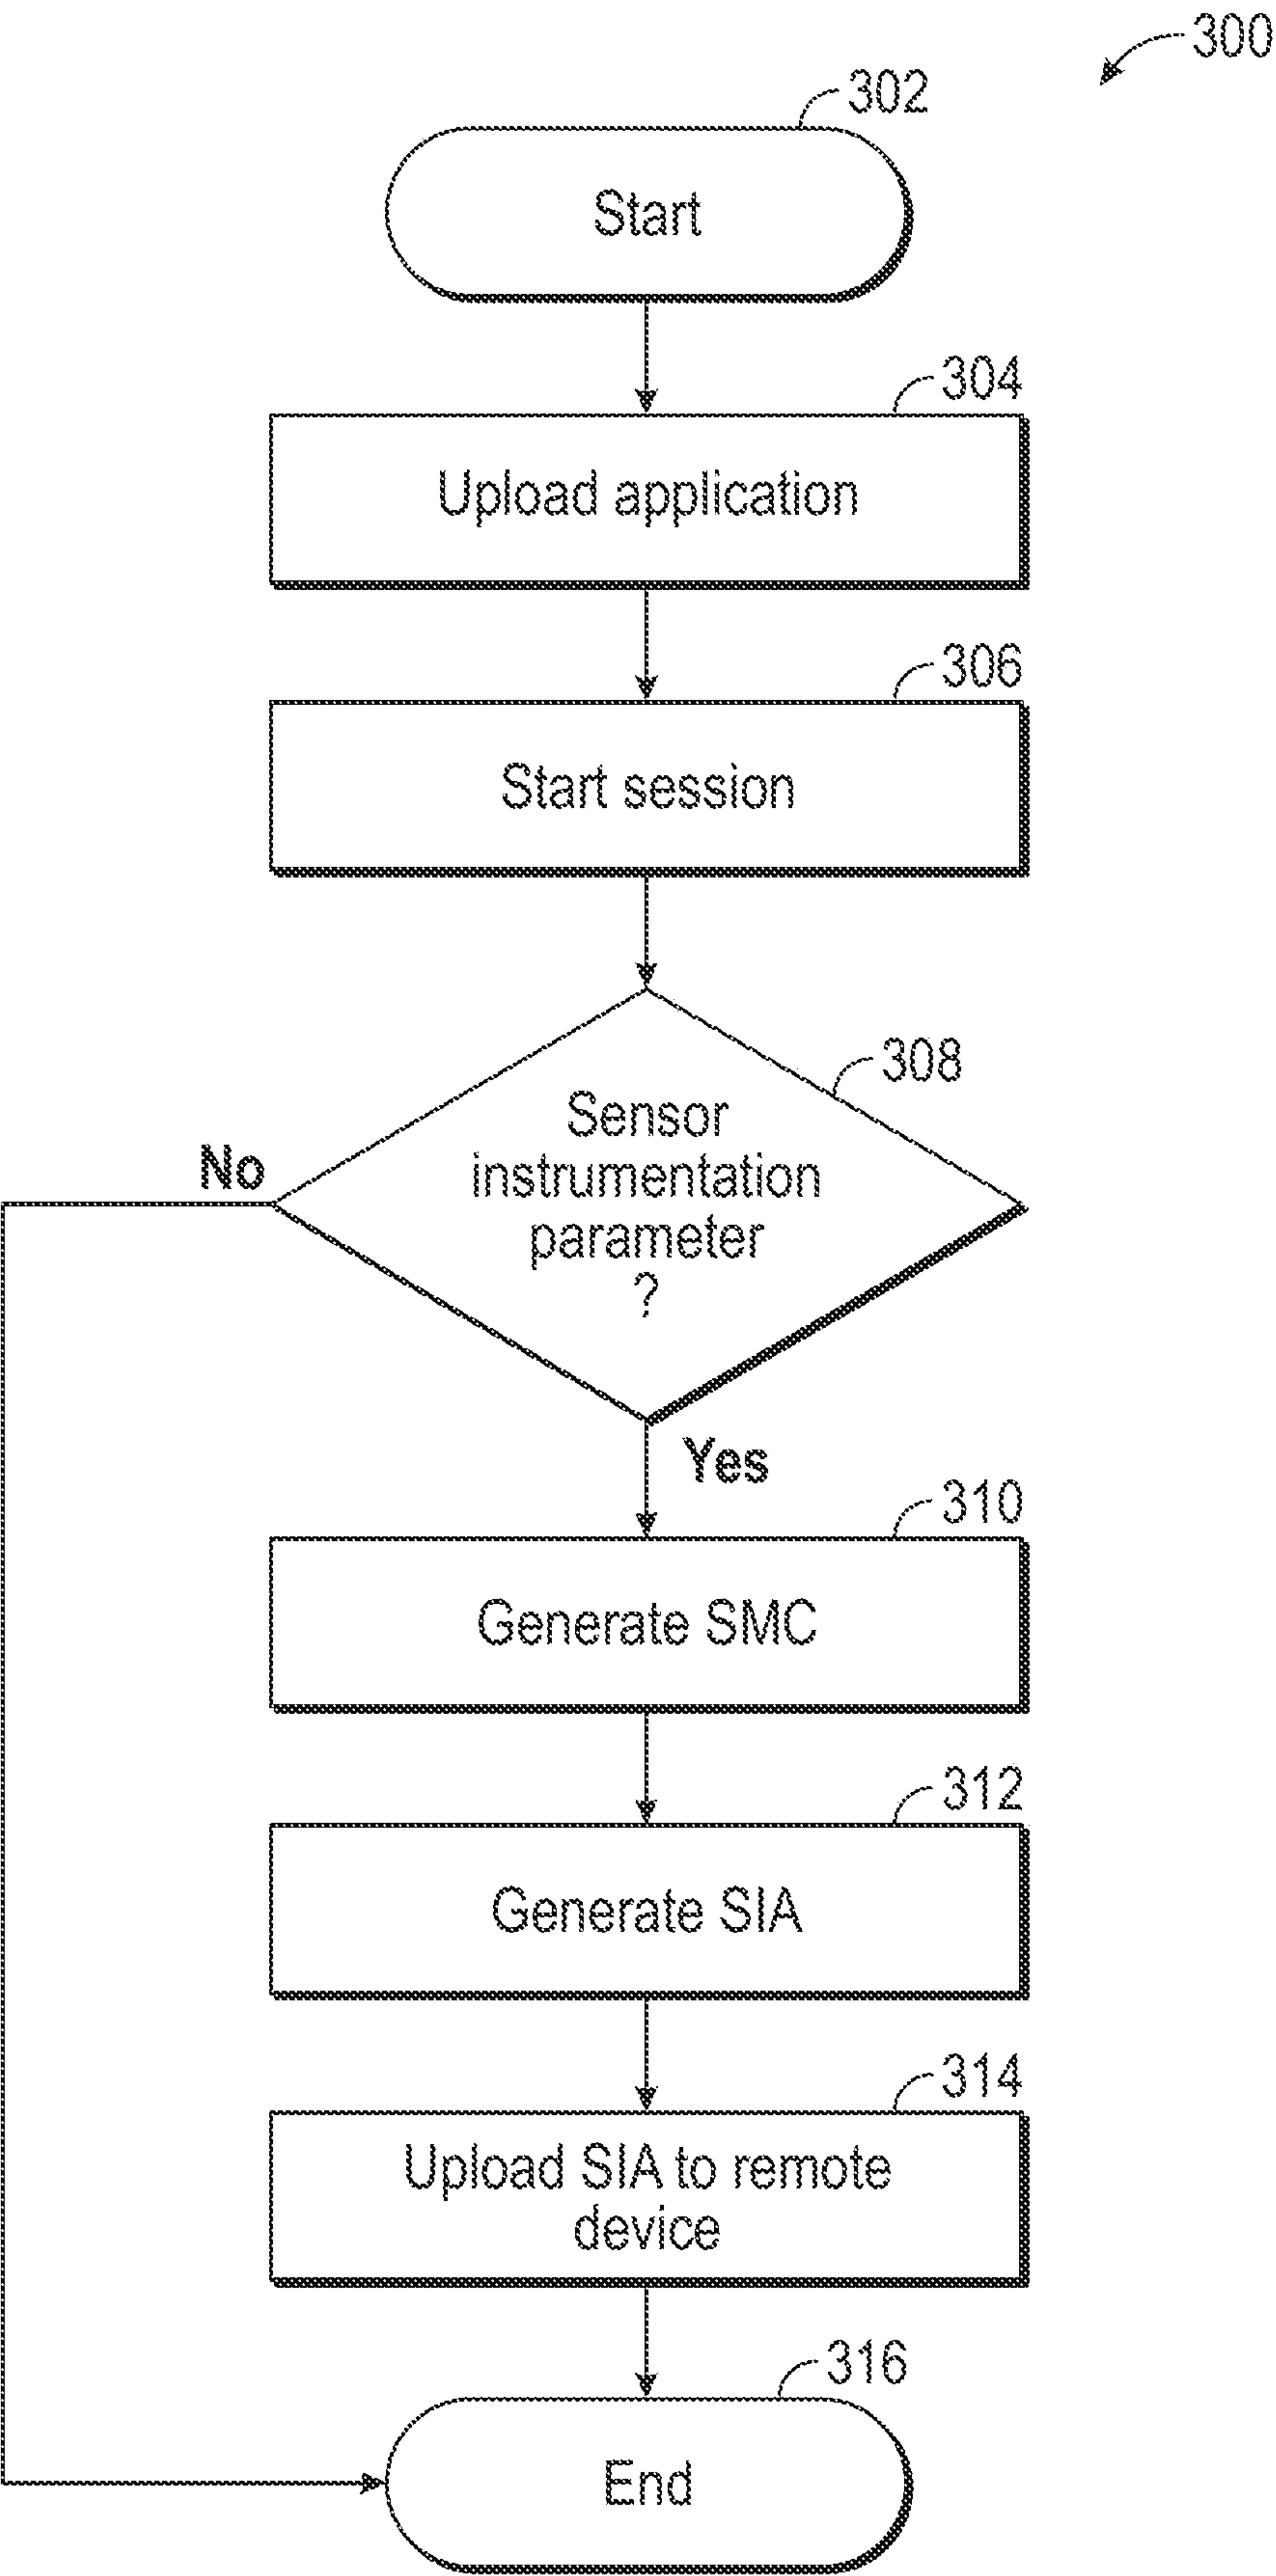 300
302
Start
304
Upload application
306
Start session
308
Sensor
instrumentation
parameter
?
No
Yes
310
Generate SMC
312
Generate SIA
314
Upload SIA to remote
device
316
End